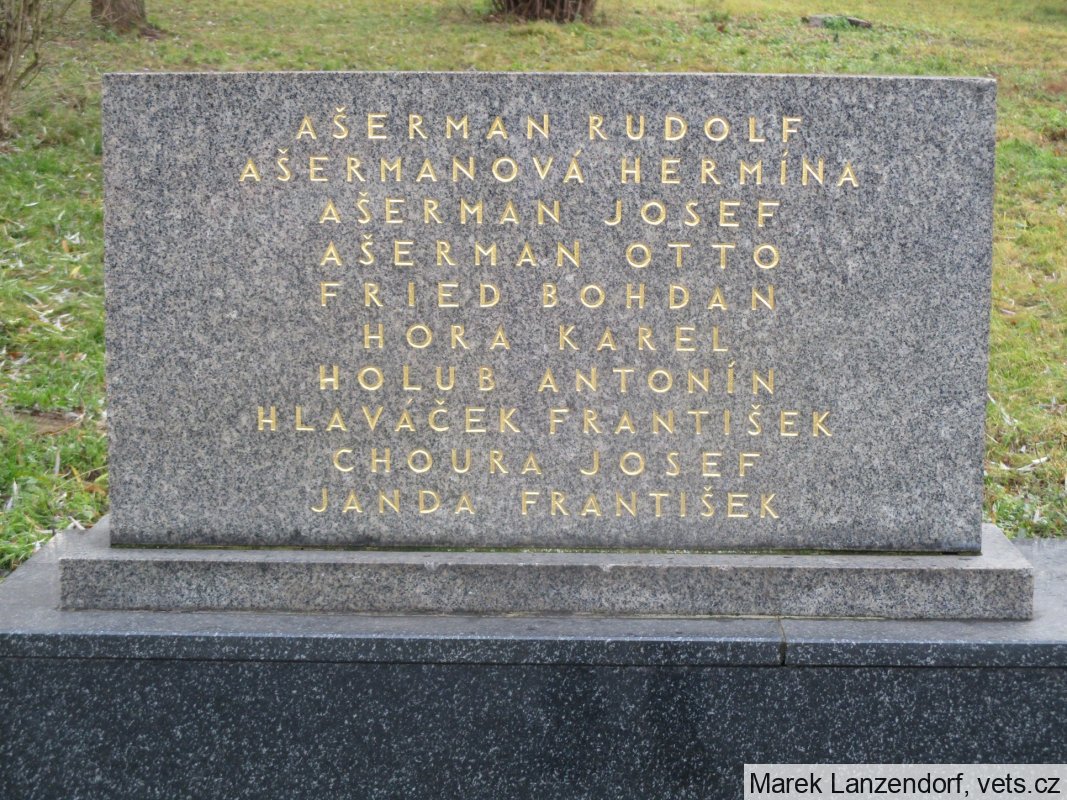 AŠERMAN RUDOLF
AŠERMANOVÁ HERMÍNA
AŠERMAN JOSEF
AŠERMAN OTTO
FRIED BOHDAN
HORA KAREL
HOLUB ANTONÍN
HLAVÁČEK FRANTIŠEK
CHOURA JOSEF
JANDA FRANTIŠEK
Marek Lanzendorf, vets.cz